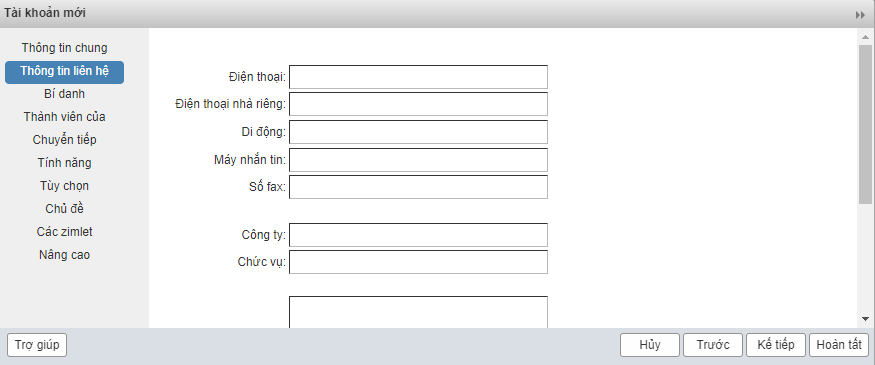 Tài khoản mới
Thông tin chung
Thông tin liên hệ
Bí danh
Thành viên của
Chuyển tiếp
Tính năng
Tùy chọn
Chủ đề
Các zimlet
Nâng cao
Điện thoại:
Điện thoại nhà riêng:
Di động:
Máy nhắn tin:
Số fax:
Công ty:
Chức vụ:
Trợ giúp
Hủy
Trước
Kế tiếp
Hoàn tất